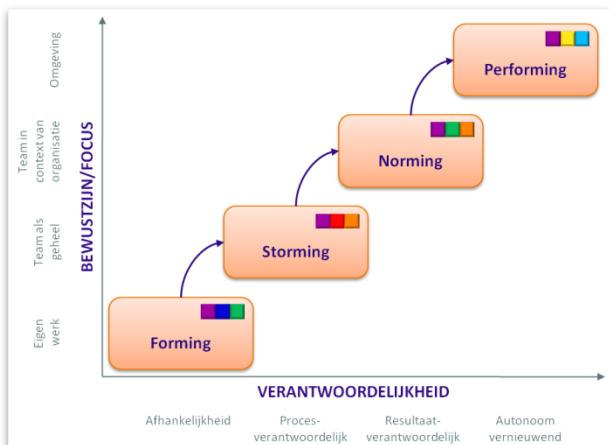 Omgeving
Team in
context van
organisatie
Team als
geheel
Eigen
werk
BEWUSTZIJN/FOCUS
Performing
Norming
Storming
Forming
VERANTWOORDELIJKHEID
Afhankelijkheid
Proces-
verantwoordelijk
Resultaat-
verantwoordelijk
Autonoom
vernieuwend